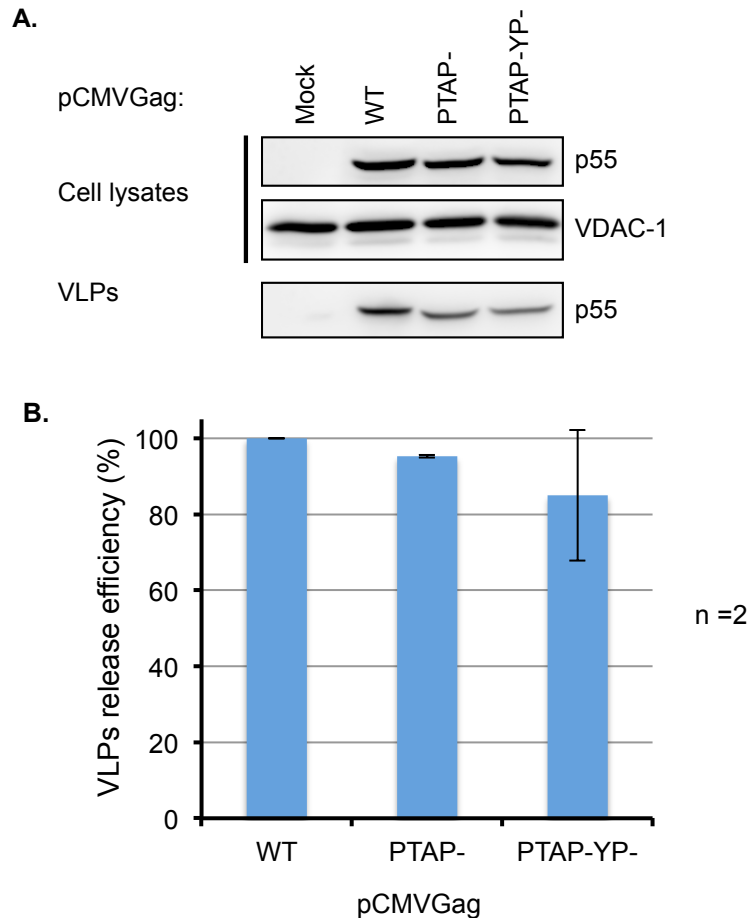 A.
pCMVGag:
Mock
WT
PTAP-
PTAP-YP-
Cell lysates
p55
VDAC-1
VLPs
p55
B.
VLPs release efficiency (%)
100
80
60
40
20
0
n =2
WT PTAP- PTAP-YP-
pCMVGag